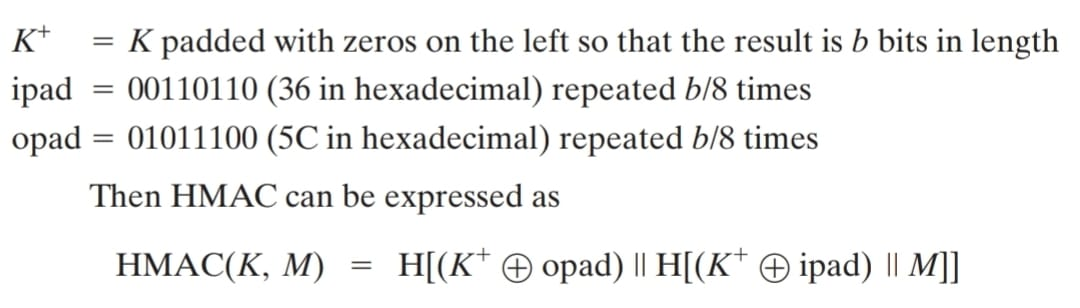 K⁺ = K padded with zeros on the left so that the result is b bits in length
ipad = 00110110 (36 in hexadecimal) repeated b/8 times
opad = 01011100 (5C in hexadecimal) repeated b/8 times
Then HMAC can be expressed as
HMAC(K, M) = H[(K⁺ ⊕ opad) || H[(K⁺ ⊕ ipad) || M]]